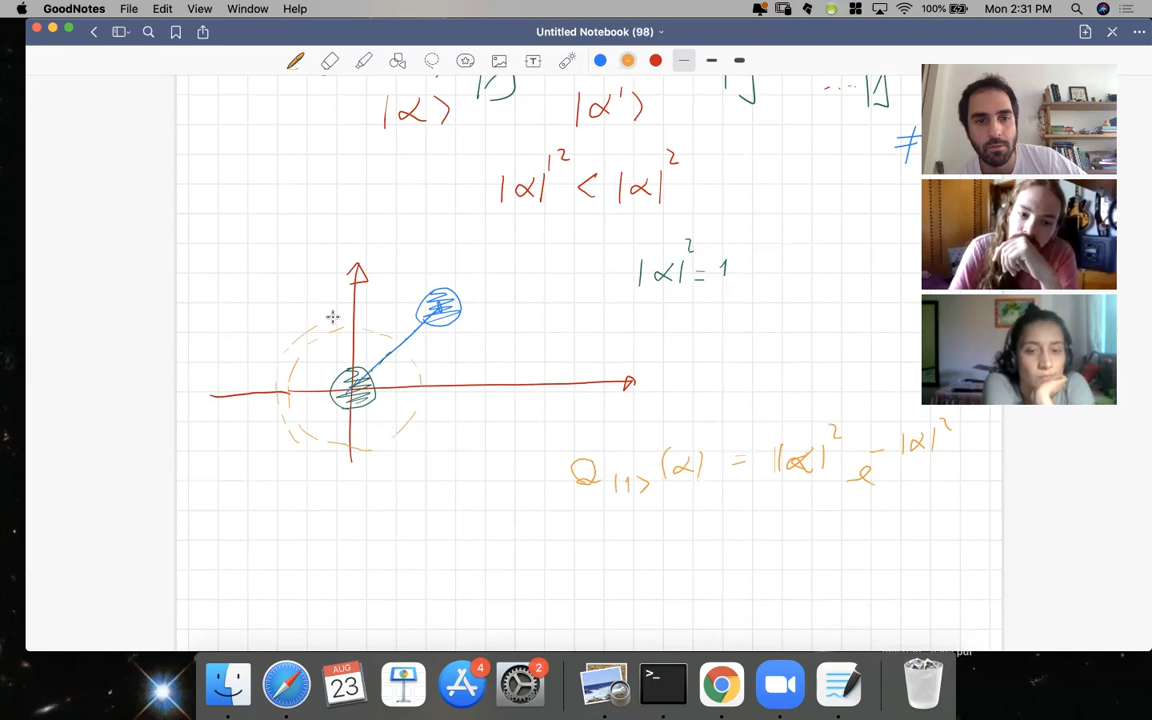 GoodNotes File Edit View Window Help 100% Mon 2:31 PM
Untitled Notebook (98)
|α⟩ |α'⟩ ...
≠
|α|'² < |α|²
|α|² = 1
Q|1⟩(α) = |α|² e^-|α|²
4
2
AUG
23